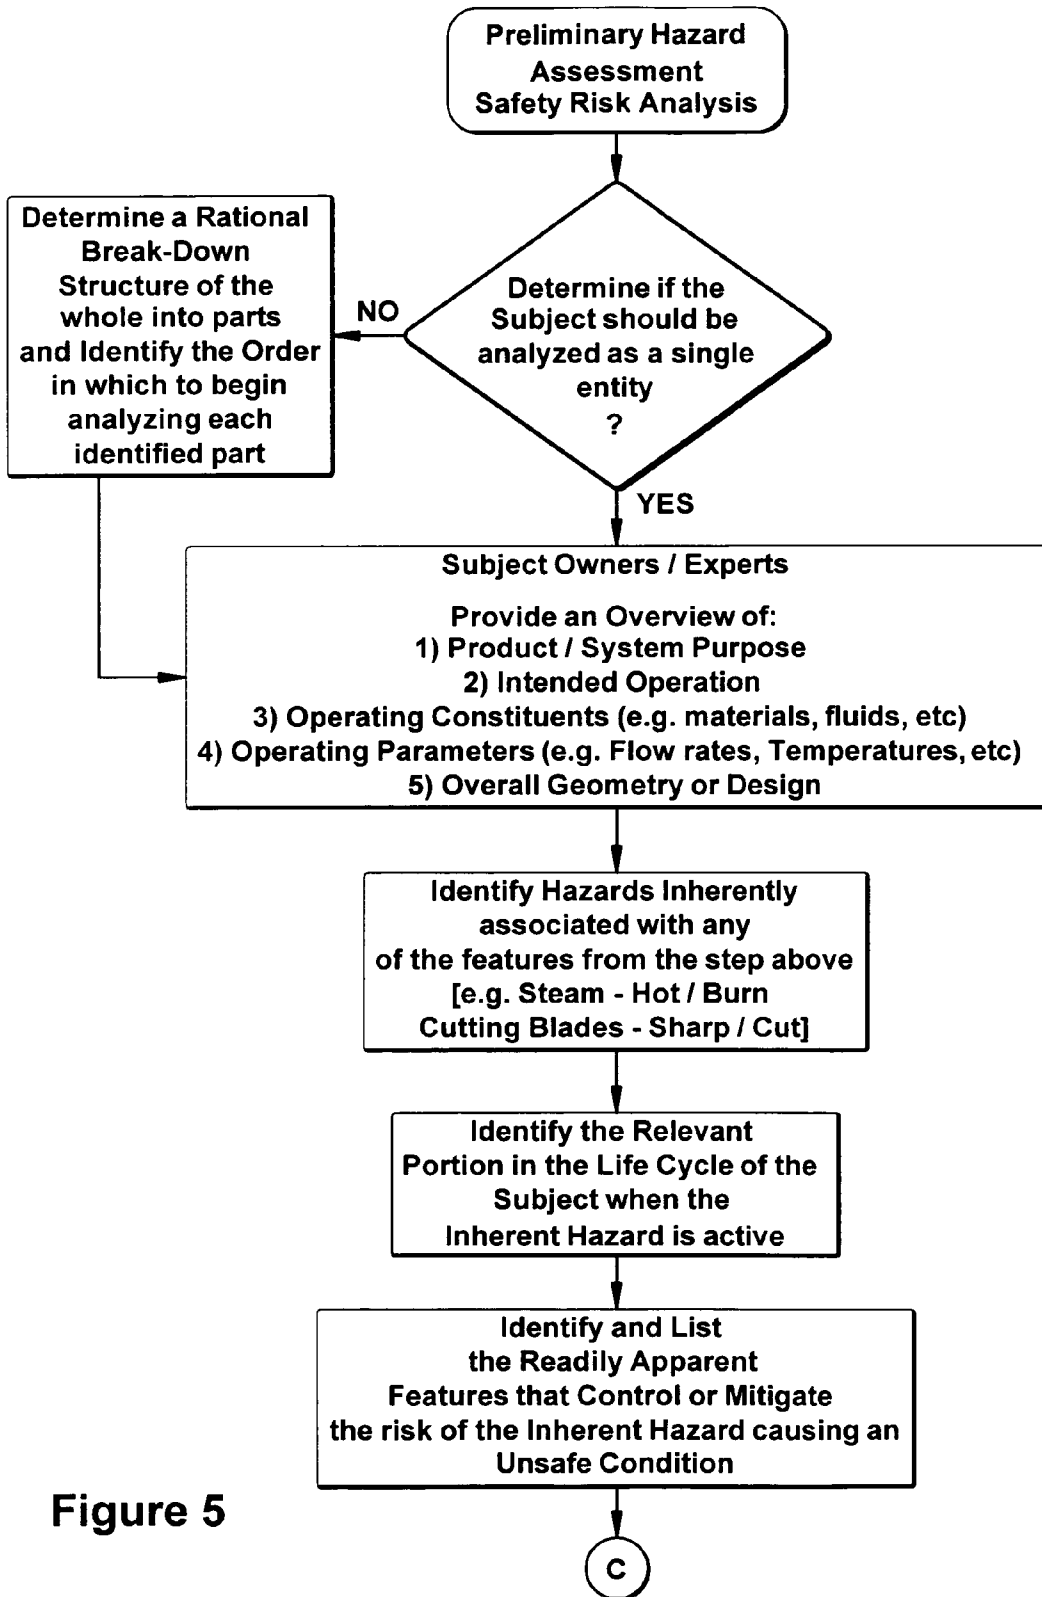 Preliminary Hazard
Assessment
Safety Risk Analysis
Determine if the
Subject should be
analyzed as a single
entity
?
NO
Determine a Rational
Break-Down
Structure of the
whole into parts
and Identify the Order
in which to begin
analyzing each
identified part
YES
Subject Owners / Experts
Provide an Overview of:
1) Product / System Purpose
2) Intended Operation
3) Operating Constituents (e.g. materials, fluids, etc)
4) Operating Parameters (e.g. Flow rates, Temperatures, etc)
5) Overall Geometry or Design
Identify Hazards Inherently
associated with any
of the features from the step above
[e.g. Steam - Hot / Burn
Cutting Blades - Sharp / Cut]
Identify the Relevant
Portion in the Life Cycle of the
Subject when the
Inherent Hazard is active
Identify and List
the Readily Apparent
Features that Control or Mitigate
the risk of the Inherent Hazard causing an
Unsafe Condition
C
Figure 5